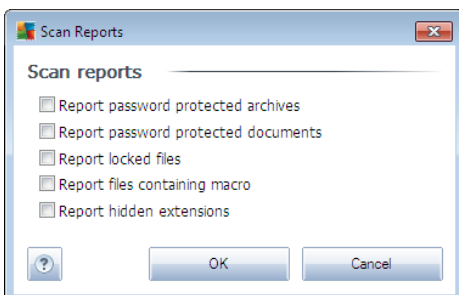 Scan Reports
Scan reports
Report password protected archives
Report password protected documents
Report locked files
Report files containing macro
Report hidden extensions
? OK Cancel